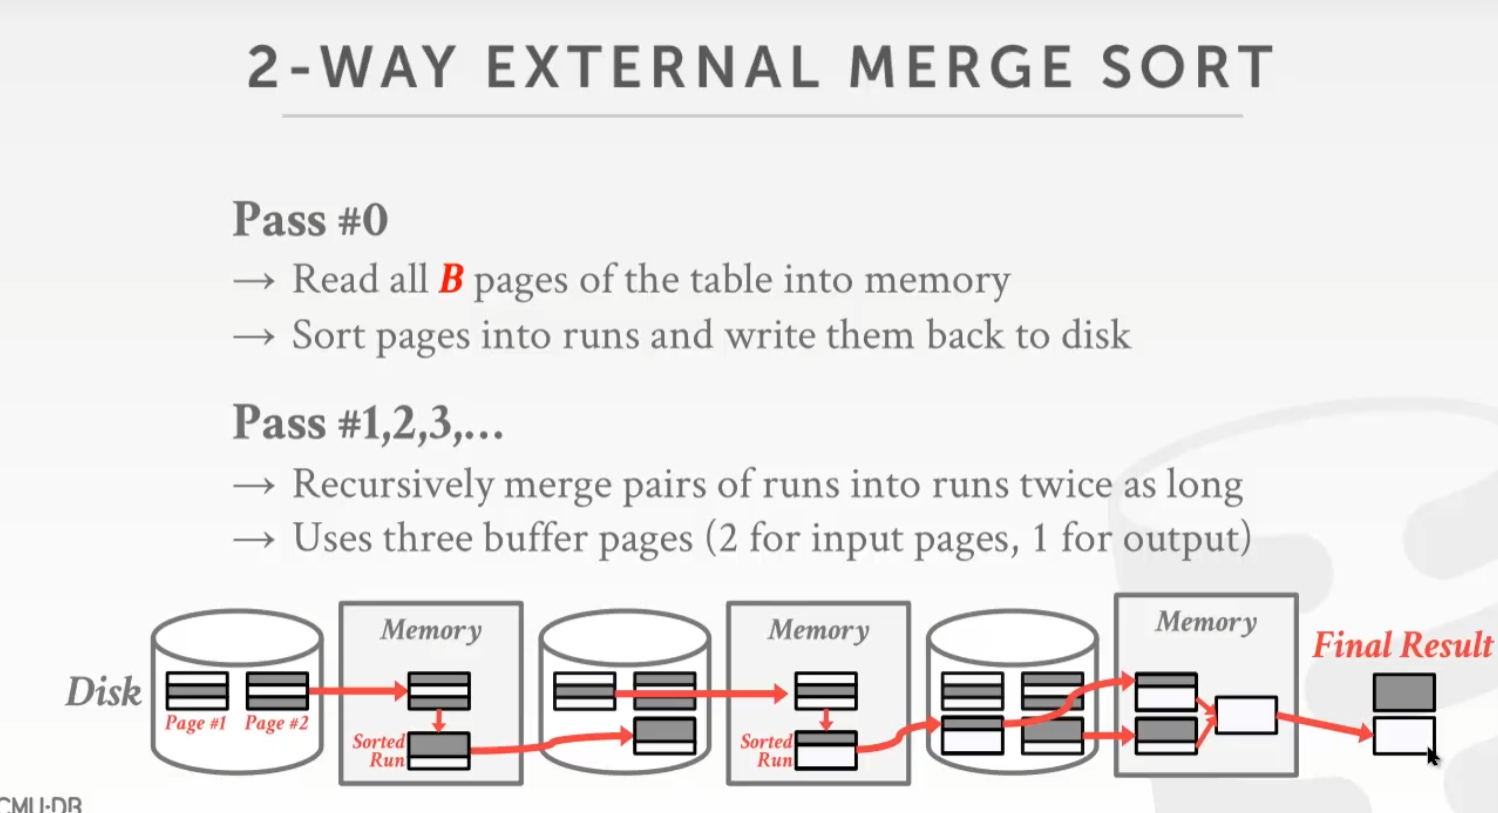 2-WAY EXTERNAL MERGE SORT
Pass #0
→ Read all B pages of the table into memory
→ Sort pages into runs and write them back to disk
Pass #1,2,3,…
→ Recursively merge pairs of runs into runs twice as long
→ Uses three buffer pages (2 for input pages, 1 for output)
Disk
Page #1 Page #2
Memory
Sorted
Run
Memory
Sorted
Run
Memory
Final Result
CMU·DB